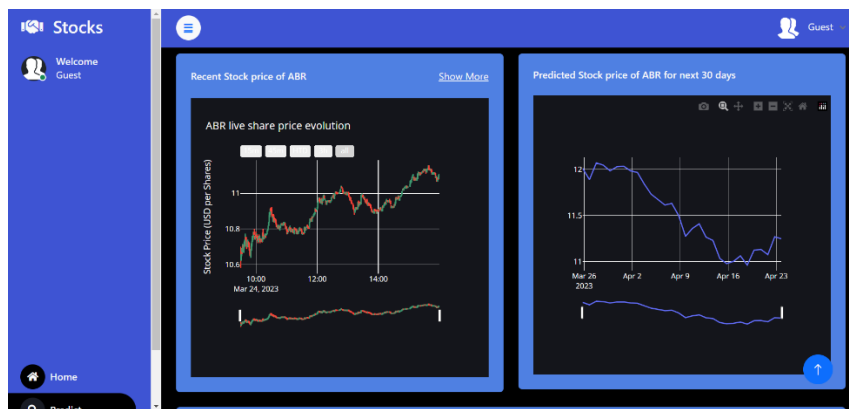 Stocks
Guest
Welcome
Guest
Recent Stock price of ABR
Show More
ABR live share price evolution
Stock Price (USD per Shares)
11
10.8
10.6
10:00
12:00
14:00
Mar 24, 2023
Predicted Stock price of ABR for next 30 days
12
11.5
11
Mar 26
Apr 2
Apr 9
Apr 16
Apr 23
2023
Home
Predict